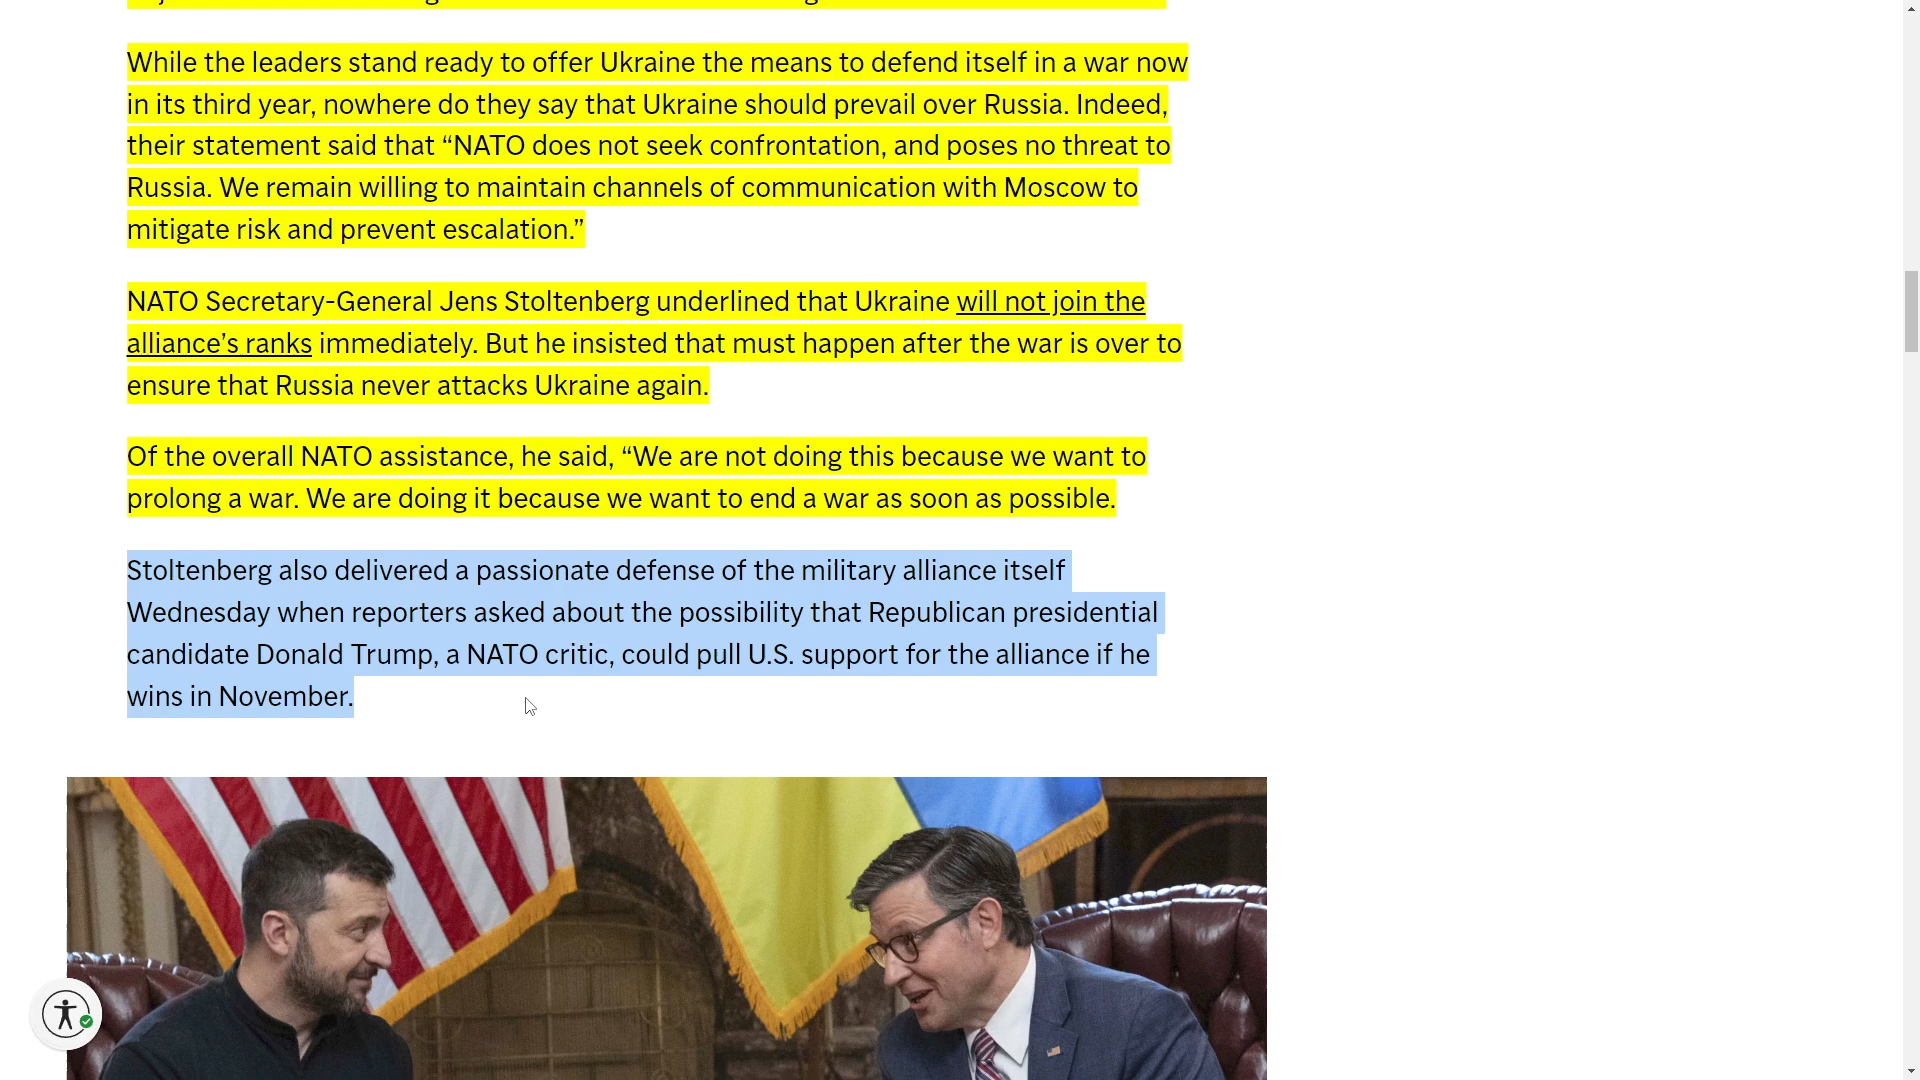 While the leaders stand ready to offer Ukraine the means to defend itself in a war now
in its third year, nowhere do they say that Ukraine should prevail over Russia. Indeed,
their statement said that “NATO does not seek confrontation, and poses no threat to
Russia. We remain willing to maintain channels of communication with Moscow to
mitigate risk and prevent escalation.”
NATO Secretary-General Jens Stoltenberg underlined that Ukraine will not join the
alliance’s ranks immediately. But he insisted that must happen after the war is over to
ensure that Russia never attacks Ukraine again.
Of the overall NATO assistance, he said, “We are not doing this because we want to
prolong a war. We are doing it because we want to end a war as soon as possible.
Stoltenberg also delivered a passionate defense of the military alliance itself
Wednesday when reporters asked about the possibility that Republican presidential
candidate Donald Trump, a NATO critic, could pull U.S. support for the alliance if he
wins in November.